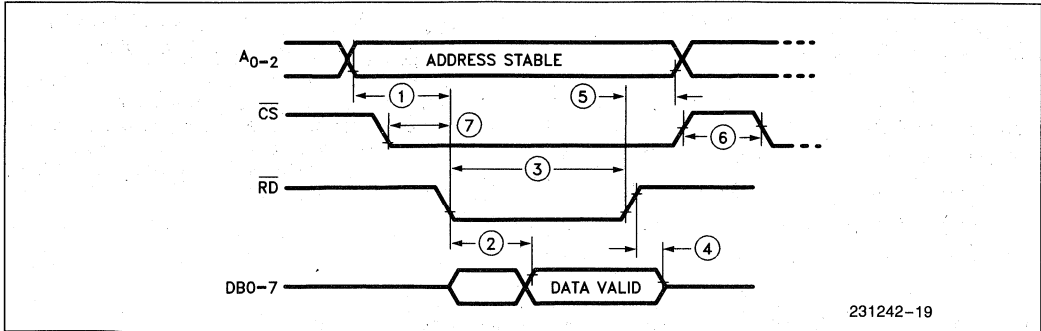 A0–2 ADDRESS STABLE
① ⑤
CS ⑦ ⑥
③
RD
② ④
DB0–7 DATA VALID
231242–19